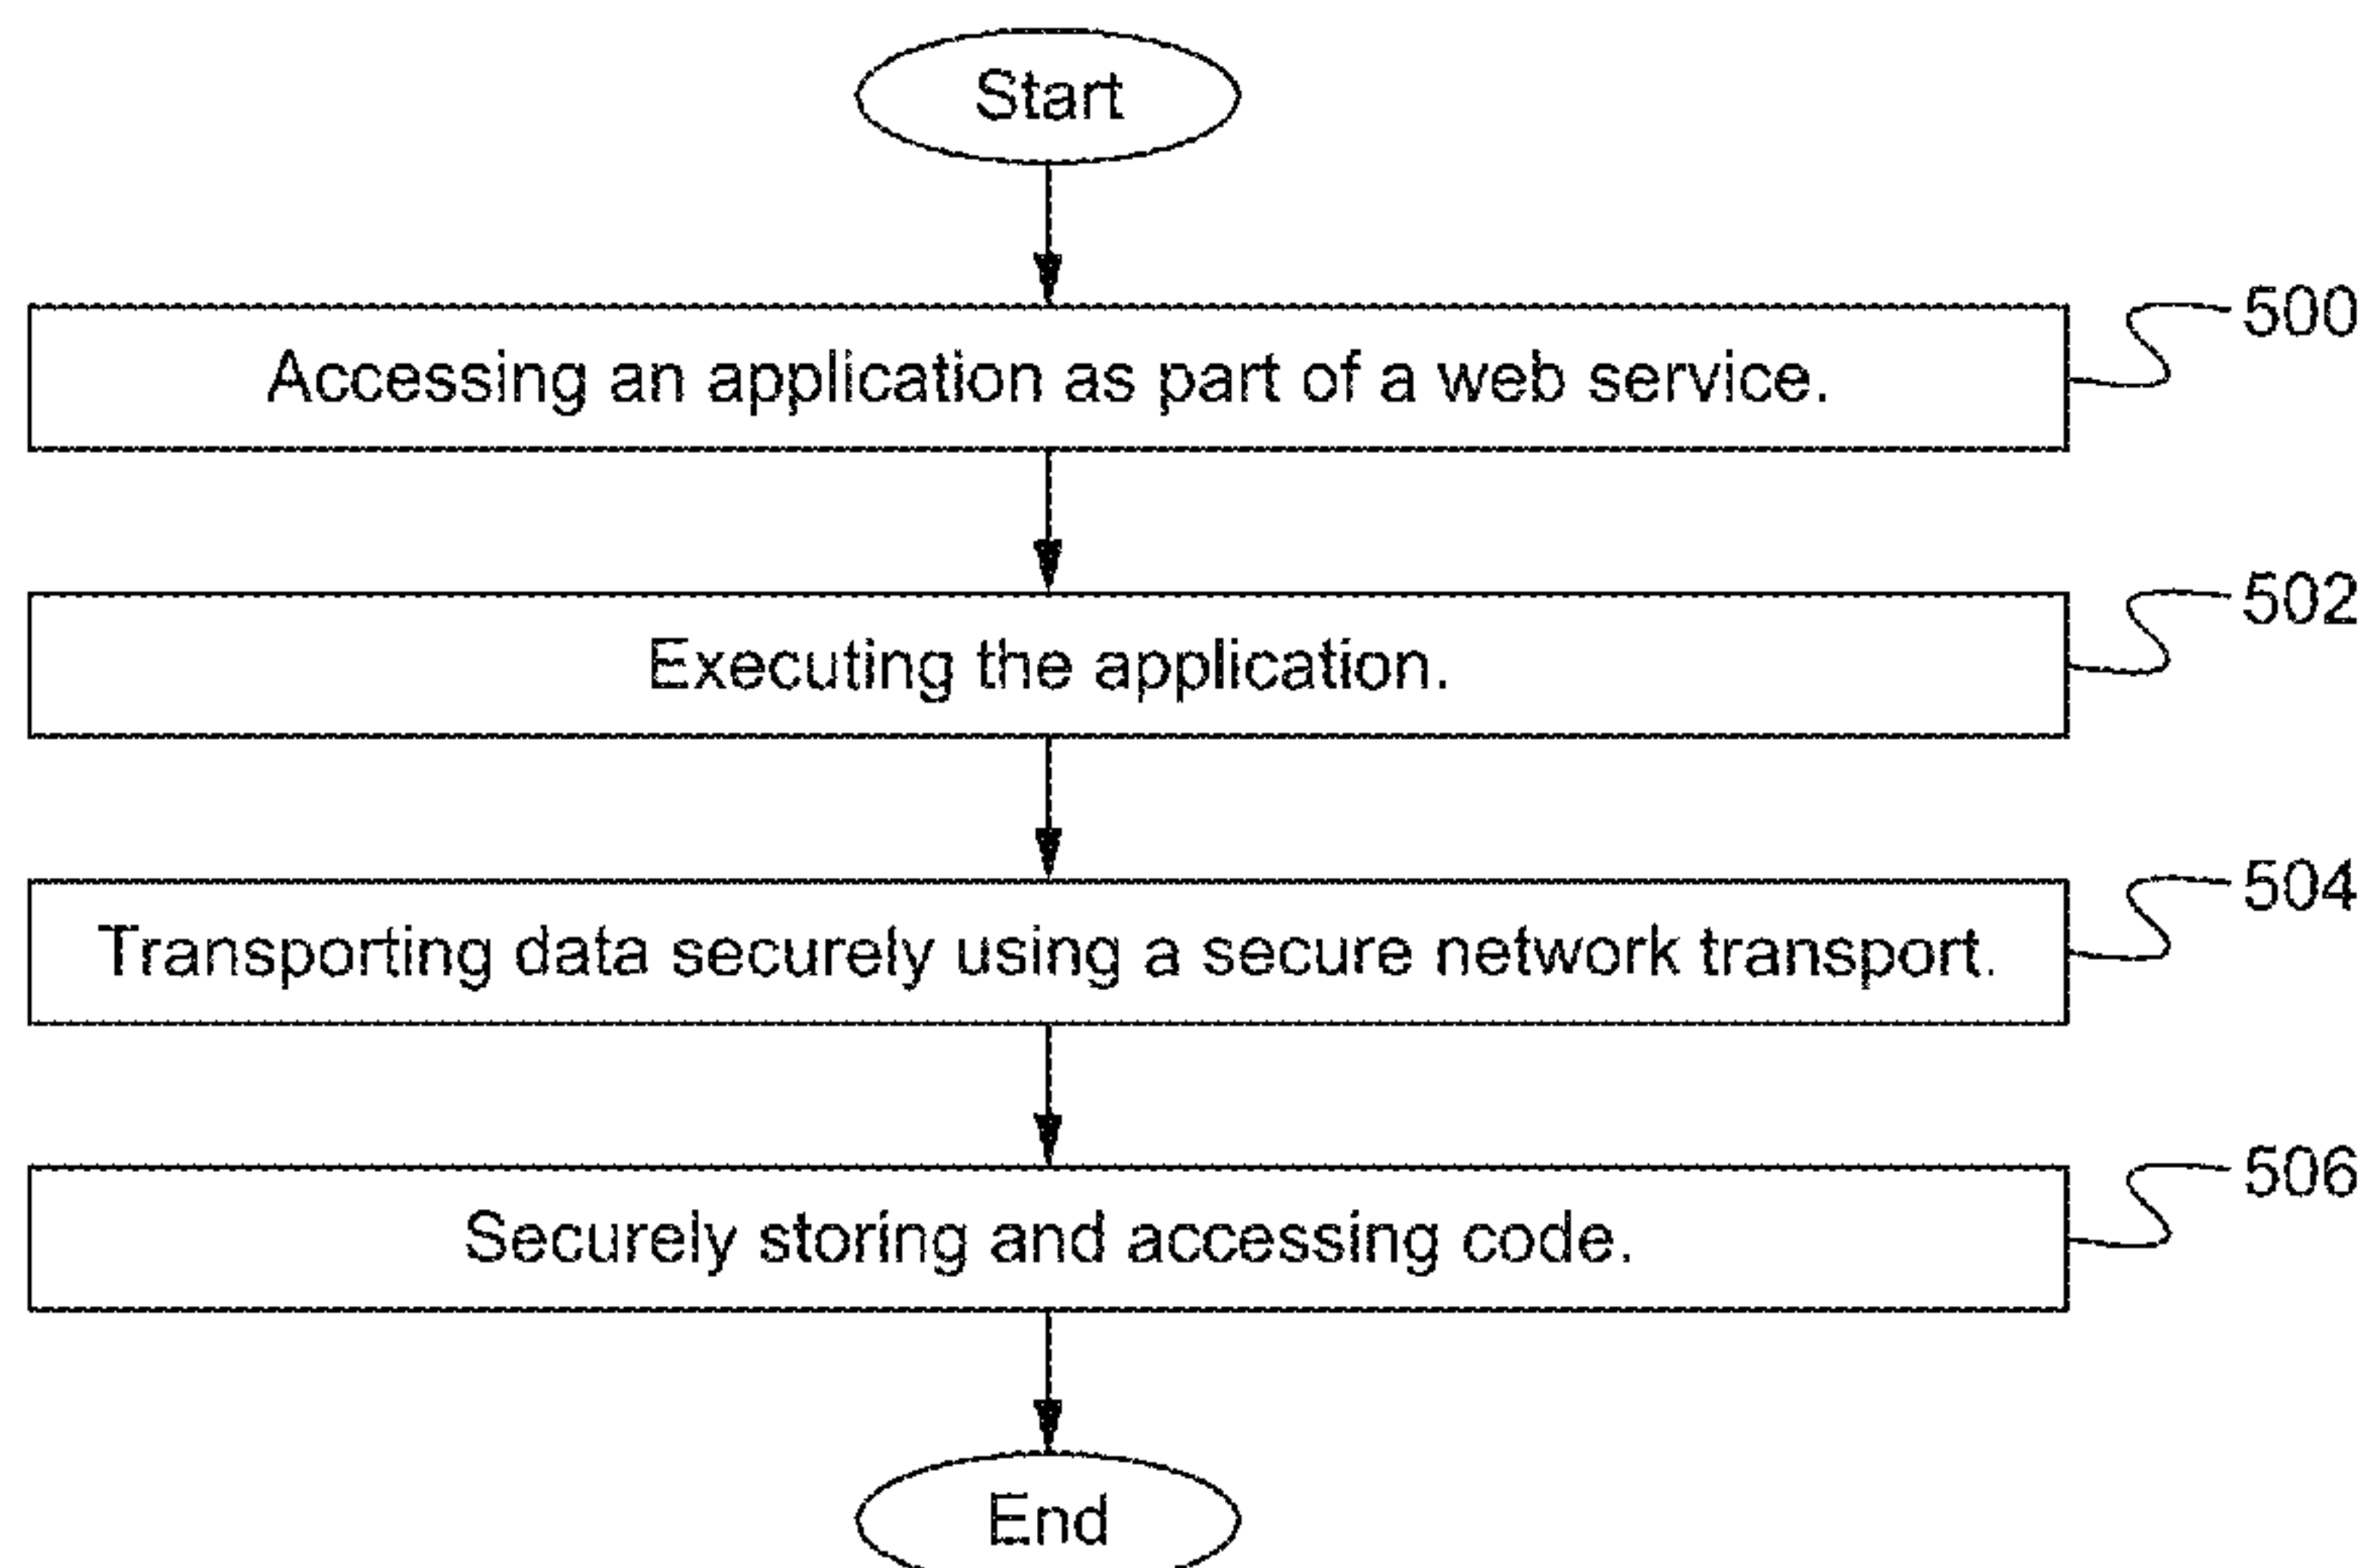 Start
500
Accessing an application as part of a web service.
502
Executing the application.
504
Transporting data securely using a secure network transport.
506
Securely storing and accessing code.
End